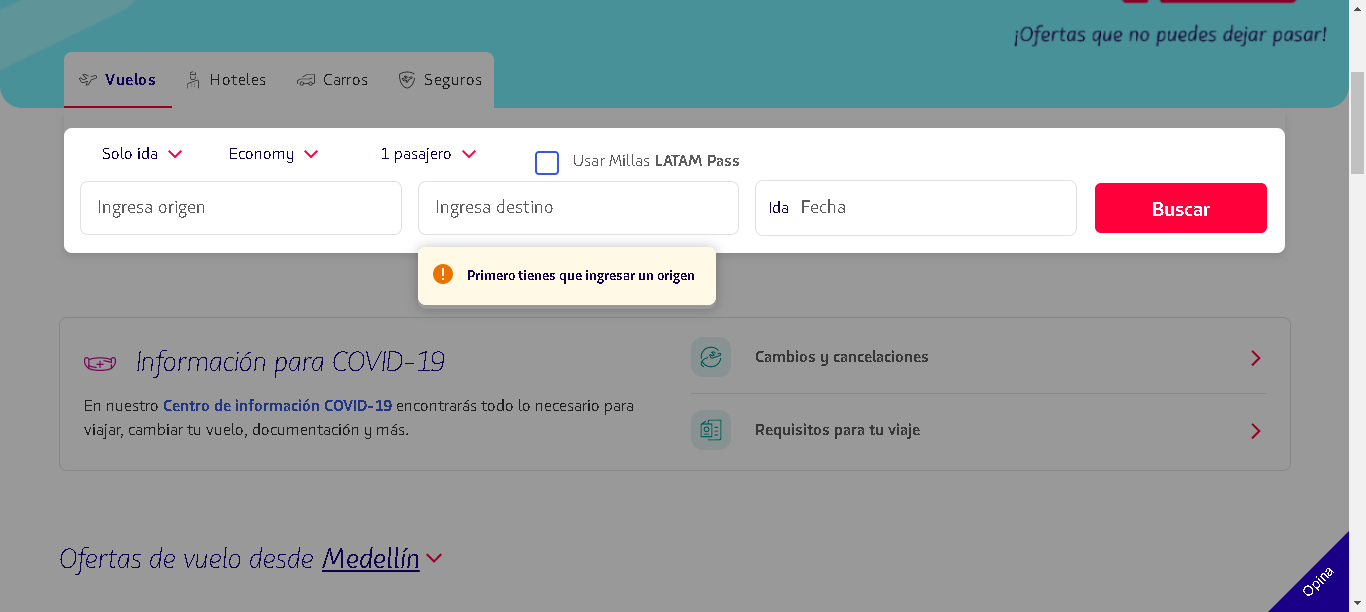 ¡Ofertas que no puedes dejar pasar!
Vuelos Hoteles Carros Seguros
Solo ida Economy 1 pasajero Usar Millas LATAM Pass
Ingresa origen Ingresa destino Ida Fecha Buscar
Primero tienes que ingresar un origen
Información para COVID-19
En nuestro Centro de información COVID-19 encontrarás todo lo necesario para
viajar, cambiar tu vuelo, documentación y más.
Cambios y cancelaciones
Requisitos para tu viaje
Ofertas de vuelo desde Medellín
Opina